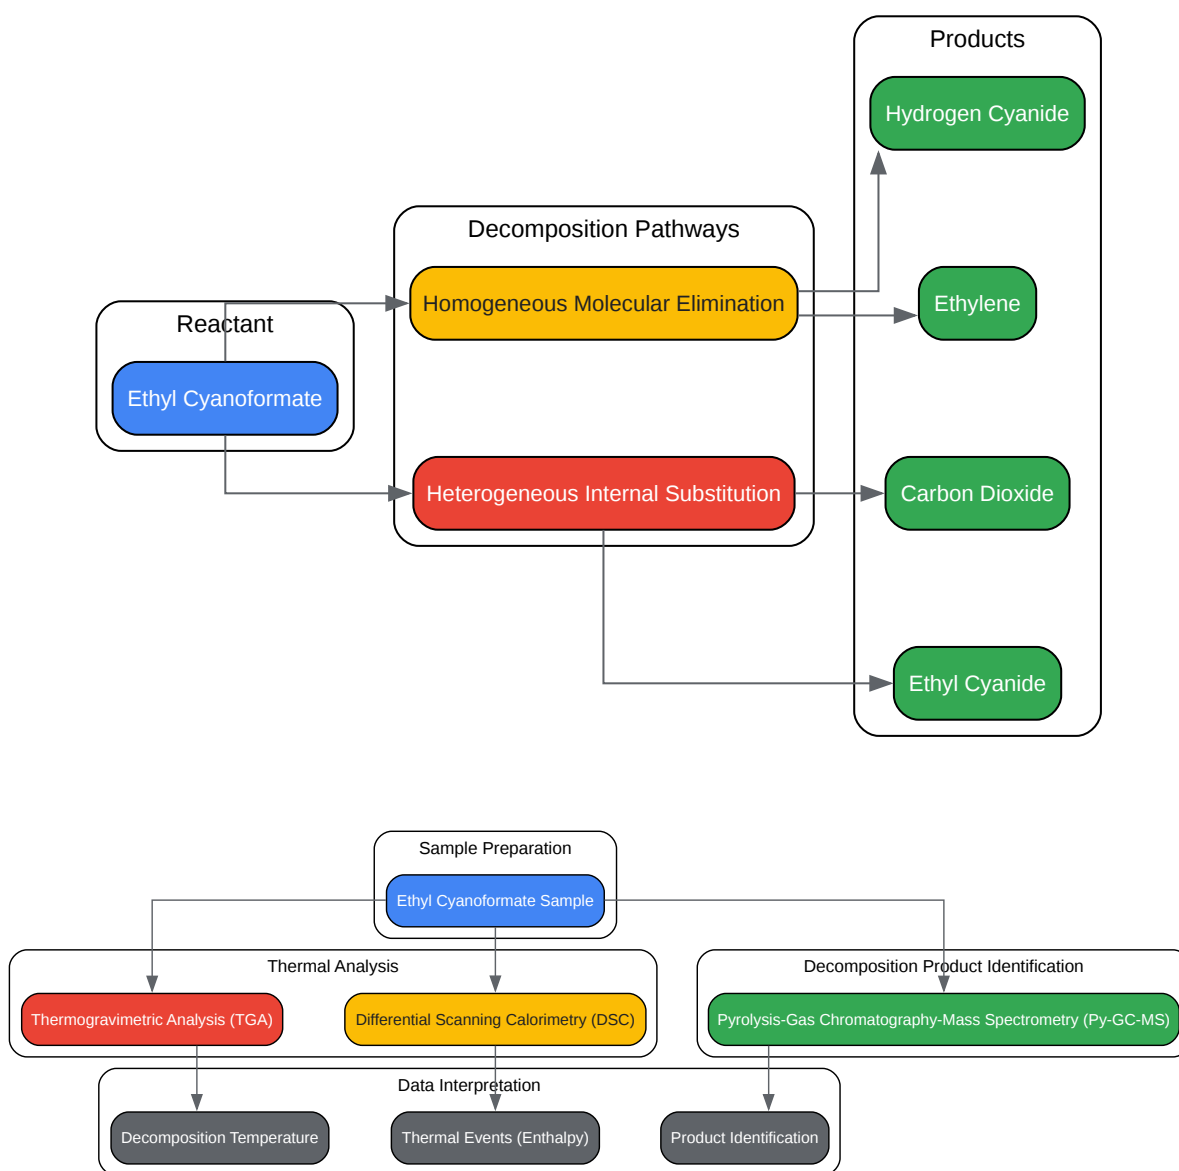 Products
Hydrogen Cyanide
Decomposition Pathways
Homogeneous Molecular Elimination
Ethylene
Reactant
Ethyl Cyanoformate
Heterogeneous Internal Substitution
Carbon Dioxide
Ethyl Cyanide
Sample Preparation
Ethyl Cyanoformate Sample
Thermal Analysis
Decomposition Product Identification
Thermogravimetric Analysis (TGA)
Differential Scanning Calorimetry (DSC)
Pyrolysis-Gas Chromatography-Mass Spectrometry (Py-GC-MS)
Data Interpretation
Decomposition Temperature
Thermal Events (Enthalpy)
Product Identification